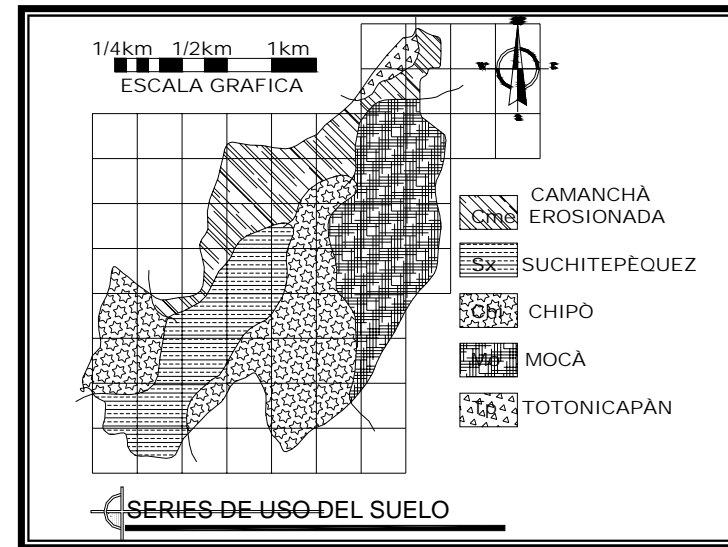 1/4km 1/2km 1km
ESCALA GRAFICA
Cme CAMANCHÀ
EROSIONADA
Sx SUCHITEPÈQUEZ
Chi CHIPÒ
Mo MOCÀ
Tp TOTONICAPÀN
SERIES DE USO DEL SUELO